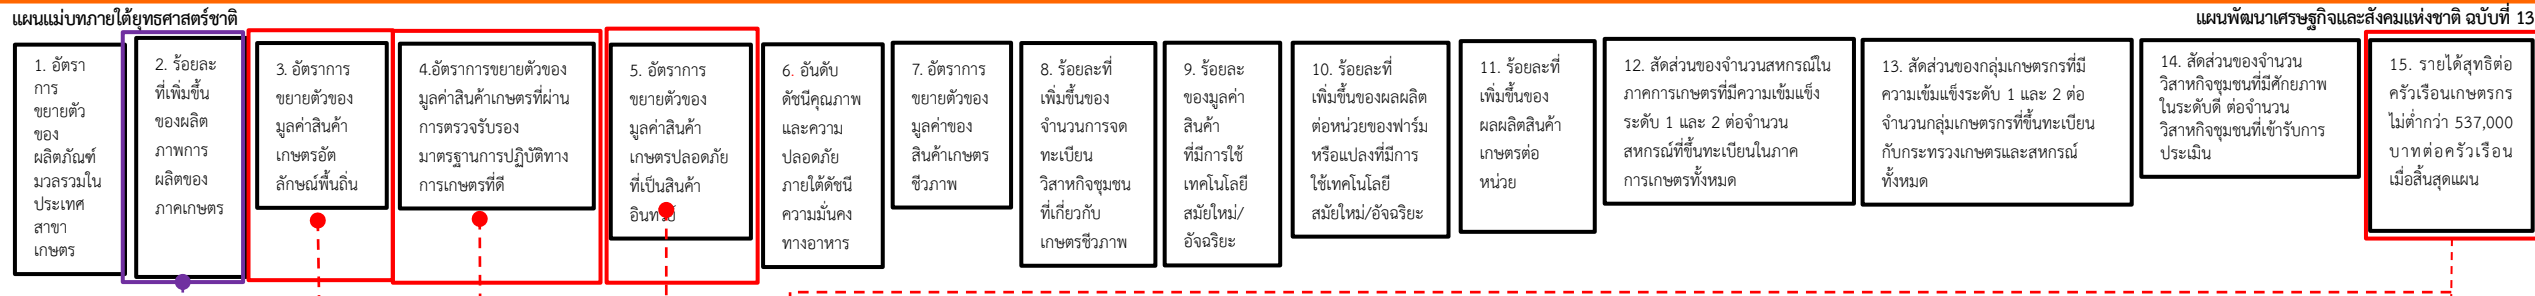 แผนแม่บทภายใต้ยุทธศาสตร์ชาติ
แผนพัฒนาเศรษฐกิจและสังคมแห่งชาติ ฉบับที่ 13
1. อัตรา
การ
ขยายตัว
ของ
ผลิตภัณฑ์
มวลรวมใน
ประเทศ
สาขา
เกษตร
2. ร้อยละ
ที่เพิ่มขึ้น
ของผลิต
ภาพการ
ผลิตของ
ภาคเกษตร
3. อัตราการ
ขยายตัวของ
มูลค่าสินค้า
เกษตรอัต
ลักษณ์พื้นถิ่น
4.อัตราการขยายตัวของ
มูลค่าสินค้าเกษตรที่ผ่าน
การตรวจรับรอง
มาตรฐานการปฏิบัติทาง
การเกษตรที่ดี
5. อัตราการ
ขยายตัวของ
มูลค่าสินค้า
เกษตรปลอดภัย
ที่เป็นสินค้า
อินทรีย์
6. อันดับ
ดัชนีคุณภาพ
และความ
ปลอดภัย
ภายใต้ดัชนี
ความมั่นคง
ทางอาหาร
7. อัตราการ
ขยายตัวของ
มูลค่าของ
สินค้าเกษตร
ชีวภาพ
8. ร้อยละที่
เพิ่มขึ้นของ
จำนวนการจด
ทะเบียน
วิสาหกิจชุมชน
ที่เกี่ยวกับ
เกษตรชีวภาพ
9. ร้อยละ
ของมูลค่า
สินค้า
ที่มีการใช้
เทคโนโลยี
สมัยใหม่/
อัจฉริยะ
10. ร้อยละที่
เพิ่มขึ้นของผลผลิต
ต่อหน่วยของฟาร์ม
หรือแปลงที่มีการ
ใช้เทคโนโลยี
สมัยใหม่/อัจฉริยะ
11. ร้อยละที่
เพิ่มขึ้นของ
ผลผลิตสินค้า
เกษตรต่อ
หน่วย
12. สัดส่วนของจำนวนสหกรณ์ใน
ภาคการเกษตรที่มีความเข้มแข็ง
ระดับ 1 และ 2 ต่อจำนวน
สหกรณ์ที่ขึ้นทะเบียนในภาค
การเกษตรทั้งหมด
13. สัดส่วนของกลุ่มเกษตรกรที่มี
ความเข้มแข็งระดับ 1 และ 2 ต่อ
จำนวนกลุ่มเกษตรกรที่ขึ้นทะเบียน
กับกระทรวงเกษตรและสหกรณ์
ทั้งหมด
14. สัดส่วนของจำนวน
วิสาหกิจชุมชนที่มีศักยภาพ
ในระดับดี ต่อจำนวน
วิสาหกิจชุมชนที่เข้ารับการ
ประเมิน
15. รายได้สุทธิต่อ
ครัวเรือนเกษตรกร
ไม่ต่ำกว่า 537,000
บาทต่อครัวเรือน
เมื่อสิ้นสุดแผน